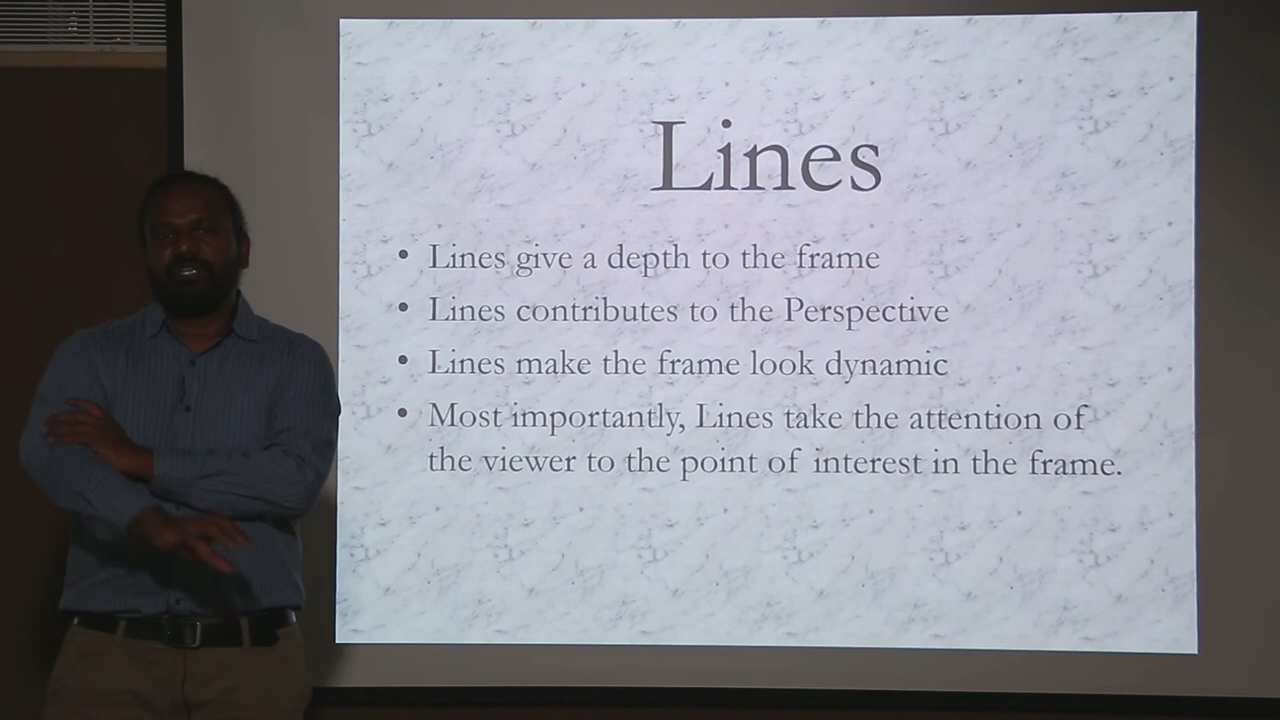 Lines
• Lines give a depth to the frame
• Lines contributes to the Perspective
• Lines make the frame look dynamic
• Most importantly, Lines take the attention of
the viewer to the point of interest in the frame.